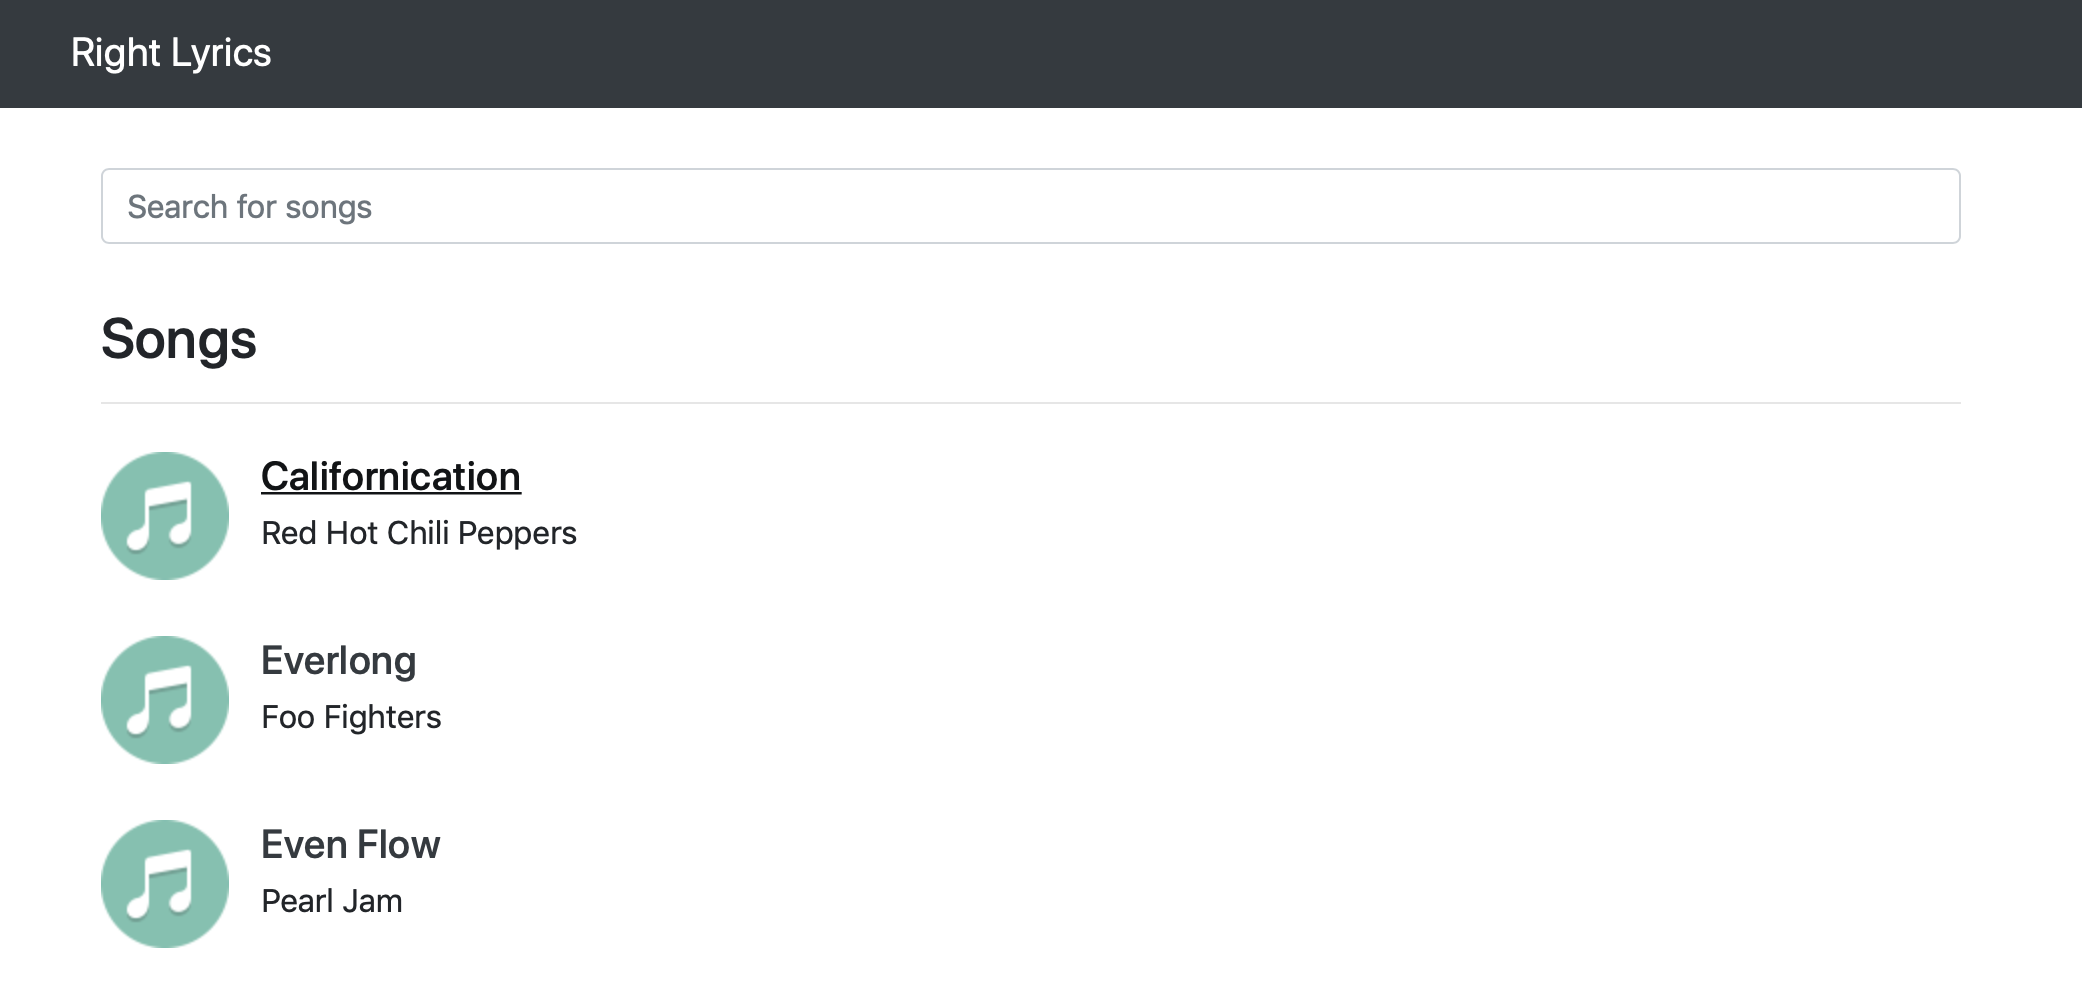 Right Lyrics
Search for songs
Songs
Californication
Red Hot Chili Peppers
Everlong
Foo Fighters
Even Flow
Pearl Jam